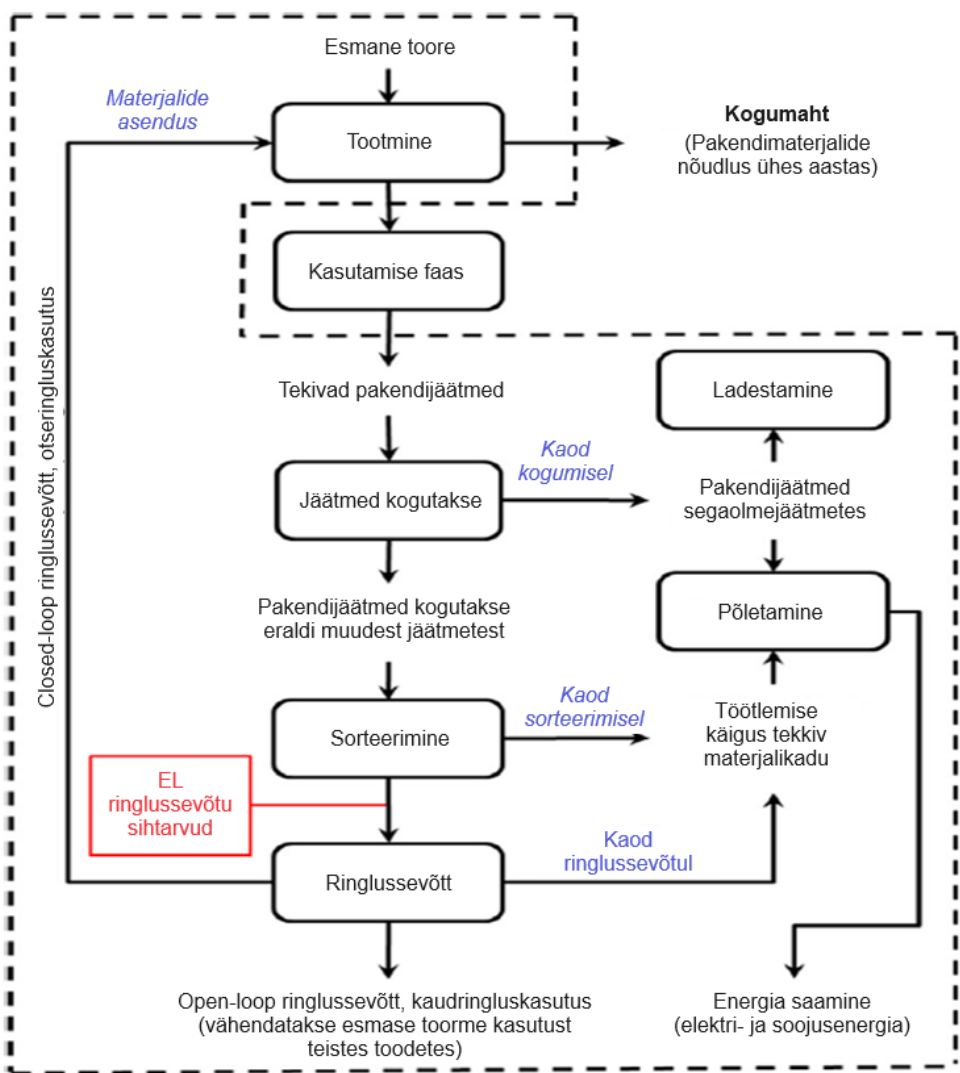 Esmane toore
Materjalide
asendus
Tootmine
Kogumaht
(Pakendimaterjalide
nõudlus ühes aastas)
Kasutamise faas
Closed-loop ringlussevõtt, otseringluskasutus
Tekivad pakendijäätmed
Ladestamine
Kaod
kogumisel
Jäätmed kogutakse
Pakendijäätmed
segaolmejäätmetes
Pakendijäätmed kogutakse
eraldi muudest jäätmetest
Põletamine
Kaod
sorteerimisel
Sorteerimine
Töötlemise
käigus tekkiv
materjalikadu
EL
ringlussevõtu
sihtarvud
Kaod
ringlussevõtul
Ringlussevõtt
Open-loop ringlussevõtt, kaudringluskasutus
(vähendatakse esmase toorme kasutust
teistes toodetes)
Energia saamine
(elektri- ja soojusenergia)